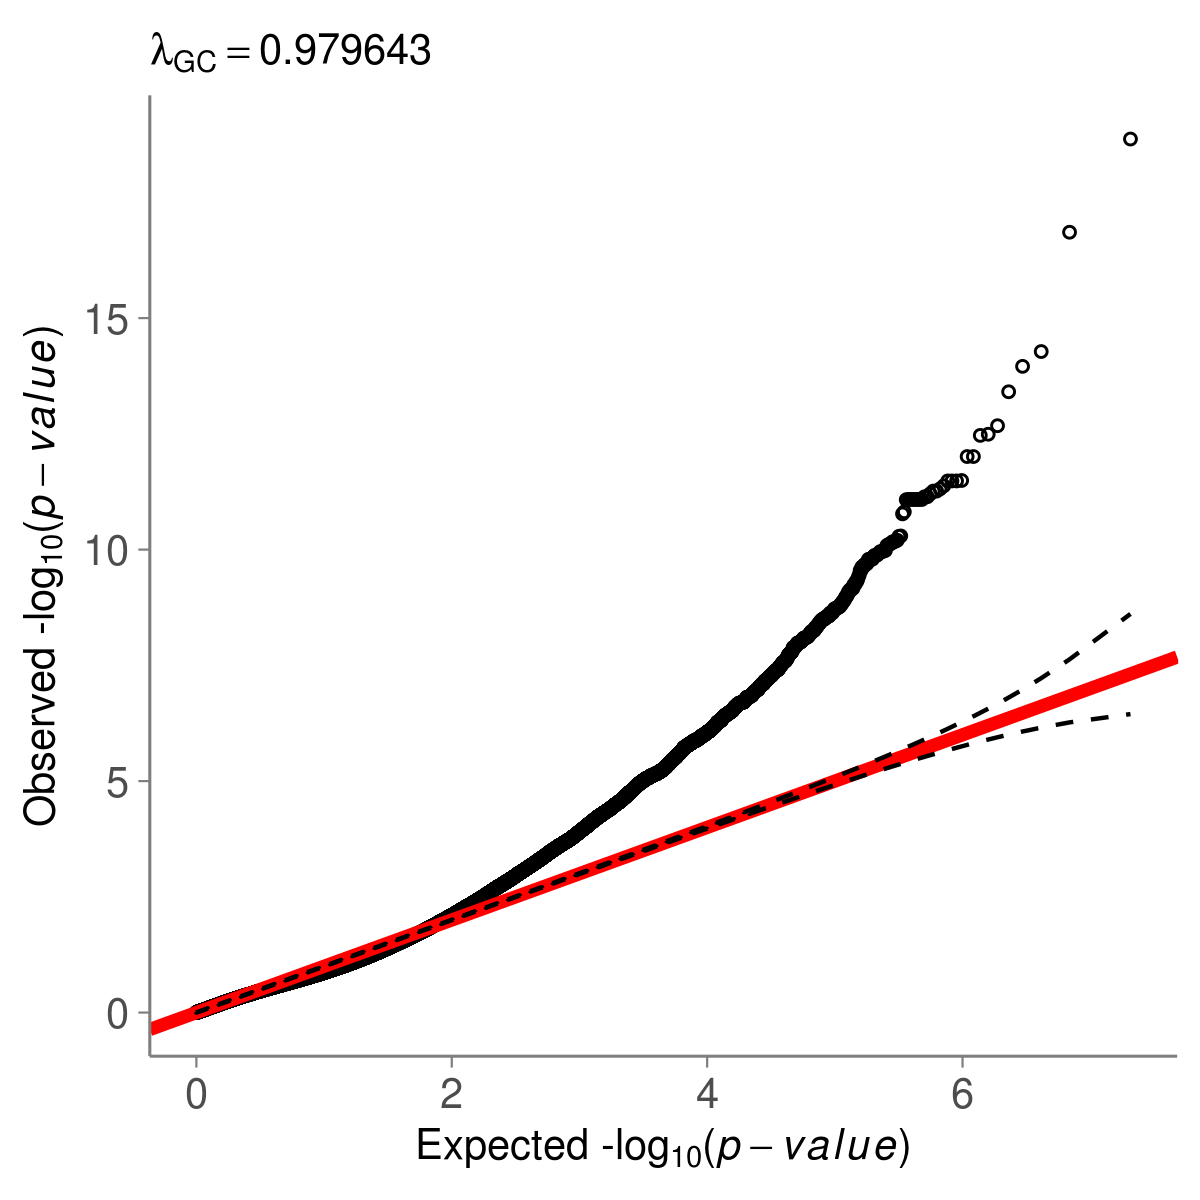 λGC = 0.979643
Observed -log10(p − value)
15
10
5
0
0 2 4 6
Expected -log10(p − value)